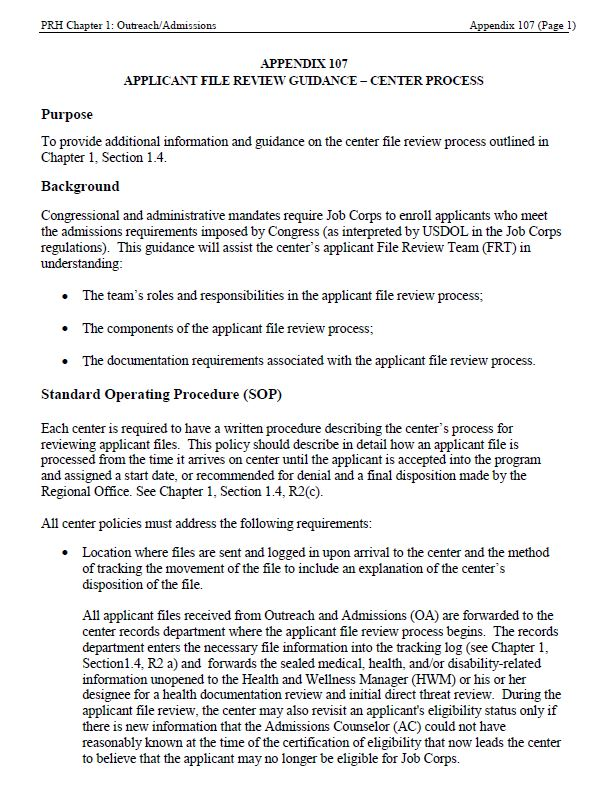 PRH Chapter 1: Outreach/Admissions Appendix 107 (Page 1)
APPENDIX 107
APPLICANT FILE REVIEW GUIDANCE – CENTER PROCESS
Purpose
To provide additional information and guidance on the center file review process outlined in
Chapter 1, Section 1.4.
Background
Congressional and administrative mandates require Job Corps to enroll applicants who meet
the admissions requirements imposed by Congress (as interpreted by USDOL in the Job Corps
regulations). This guidance will assist the center's applicant File Review Team (FRT) in
understanding:
• The team's roles and responsibilities in the applicant file review process;
• The components of the applicant file review process;
• The documentation requirements associated with the applicant file review process.
Standard Operating Procedure (SOP)
Each center is required to have a written procedure describing the center's process for
reviewing applicant files. This policy should describe in detail how an applicant file is
processed from the time it arrives on center until the applicant is accepted into the program
and assigned a start date, or recommended for denial and a final disposition made by the
Regional Office. See Chapter 1, Section 1.4, R2(c).
All center policies must address the following requirements:
• Location where files are sent and logged in upon arrival to the center and the method
of tracking the movement of the file to include an explanation of the center's
disposition of the file.
All applicant files received from Outreach and Admissions (OA) are forwarded to the
center records department where the applicant file review process begins. The records
department enters the necessary file information into the tracking log (see Chapter 1,
Section1.4, R2 a) and forwards the sealed medical, health, and/or disability-related
information unopened to the Health and Wellness Manager (HWM) or his or her
designee for a health documentation review and initial direct threat review. During the
applicant file review, the center may also revisit an applicant's eligibility status only if
there is new information that the Admissions Counselor (AC) could not have
reasonably known at the time of the certification of eligibility that now leads the center
to believe that the applicant may no longer be eligible for Job Corps.